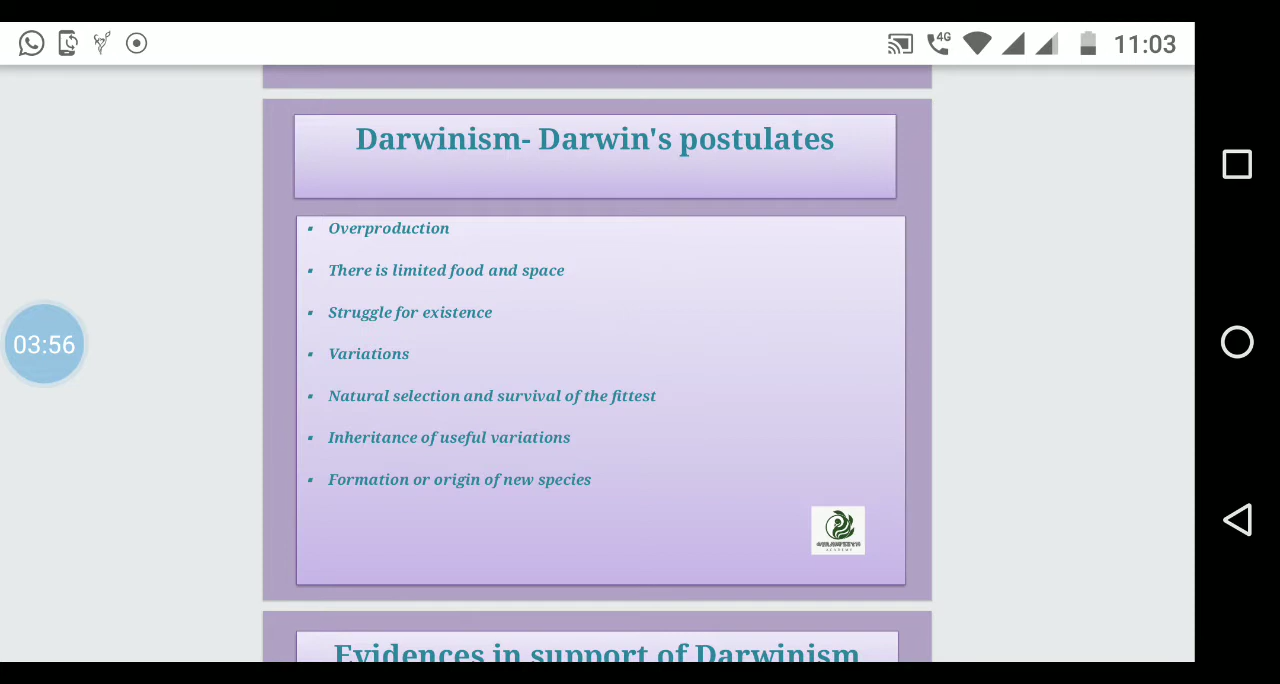 4G
11:03
Darwinism- Darwin's postulates
03:56
▪ Overproduction
▪ There is limited food and space
▪ Struggle for existence
▪ Variations
▪ Natural selection and survival of the fittest
▪ Inheritance of useful variations
▪ Formation or origin of new species
ACADEMY
Evidences in support of Darwinism